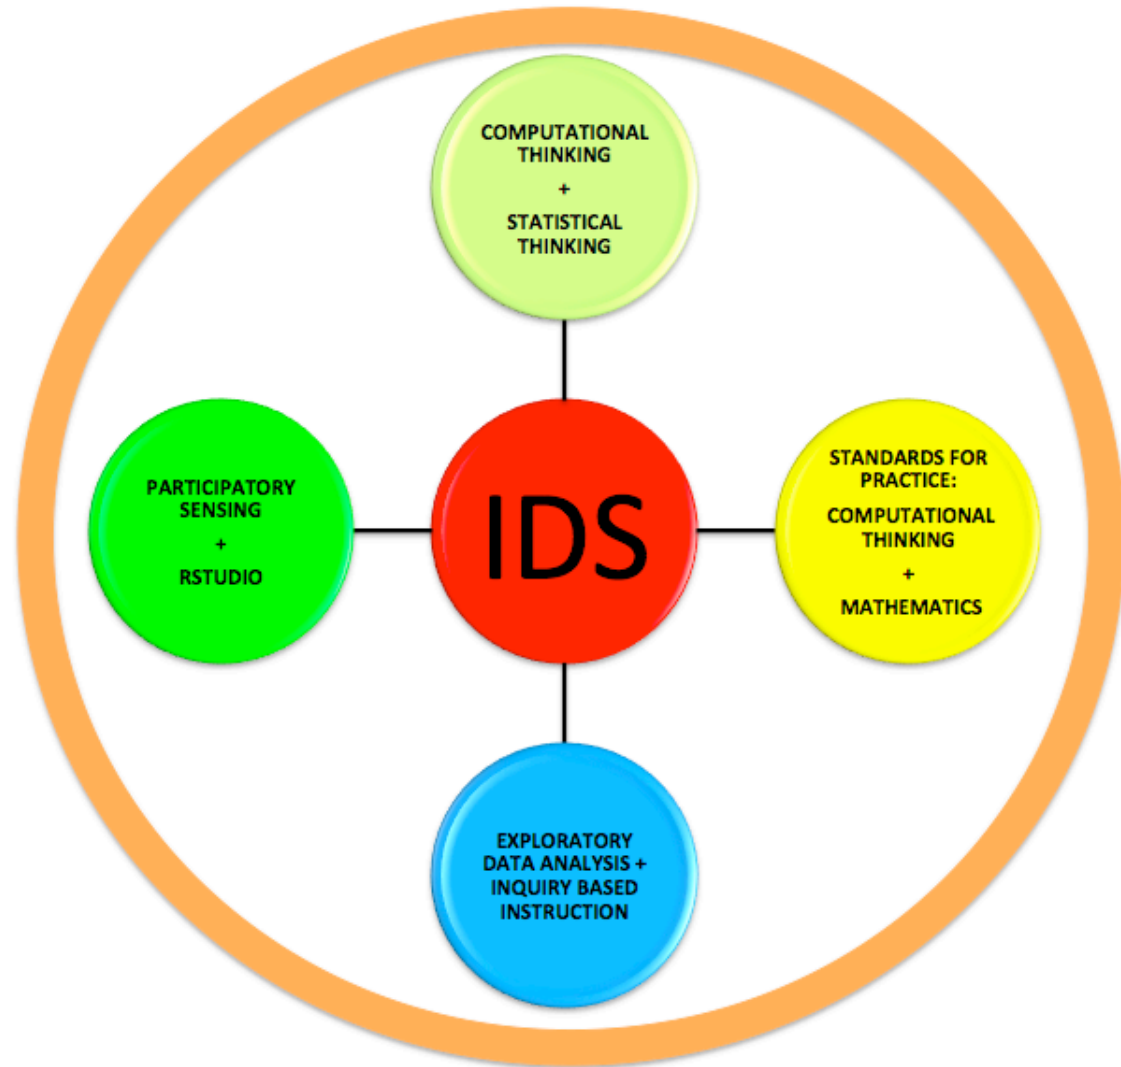 COMPUTATIONAL
THINKING
+
STATISTICAL
THINKING
PARTICIPATORY
SENSING
+
RSTUDIO
IDS
STANDARDS FOR
PRACTICE:
COMPUTATIONAL
THINKING
+
MATHEMATICS
EXPLORATORY
DATA ANALYSIS +
INQUIRY BASED
INSTRUCTION